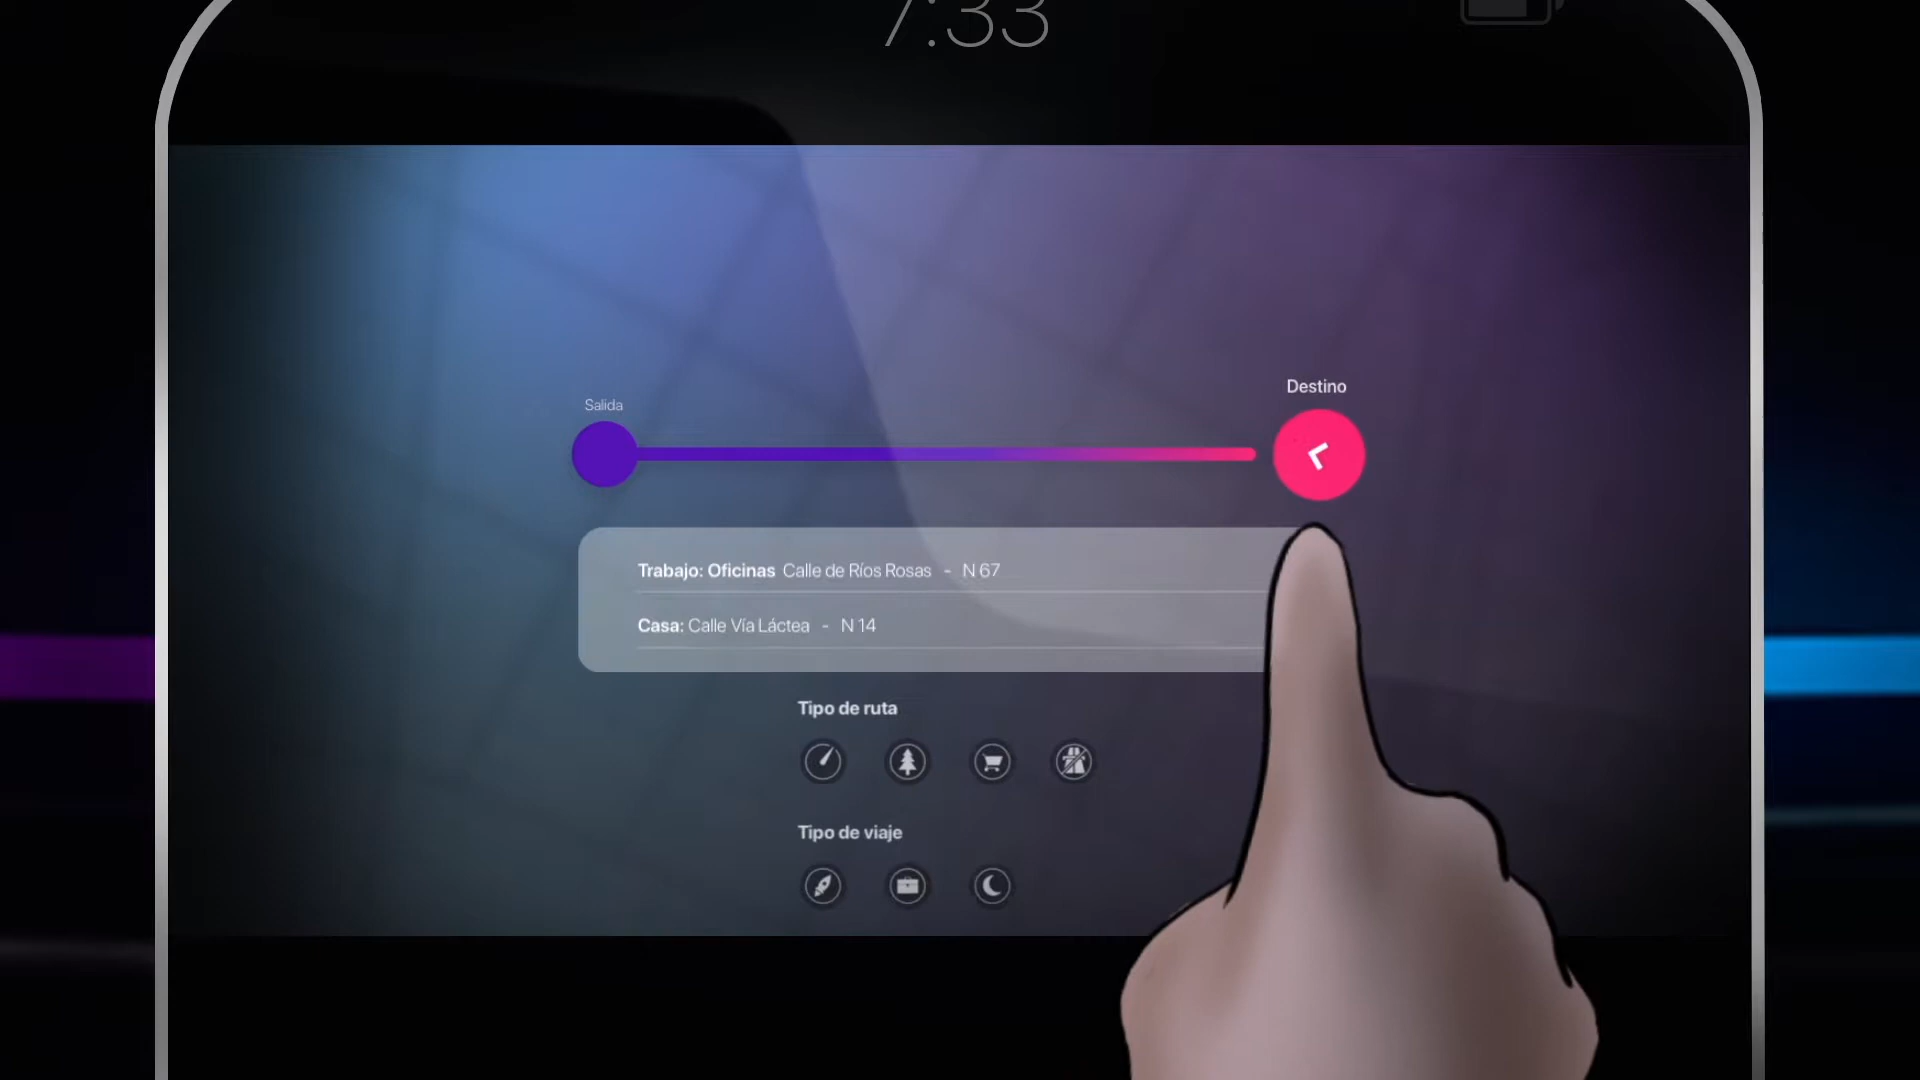 7:33
Destino
Salida
Trabajo: Oficinas Calle de Ríos Rosas - N 67
Casa: Calle Vía Láctea - N 14
Tipo de ruta
Tipo de viaje